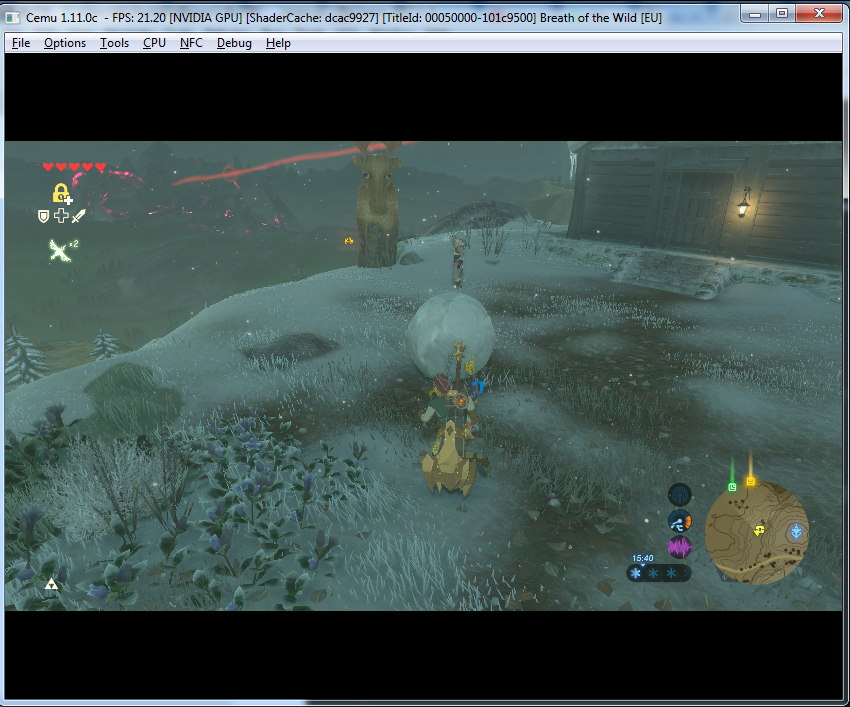 Cemu 1.11.0c - FPS: 21.20 [NVIDIA GPU] [ShaderCache: dcac9927] [TitleId: 00050000-101c9500] Breath of the Wild [EU]
File Options Tools CPU NFC Debug Help
×2
15:40